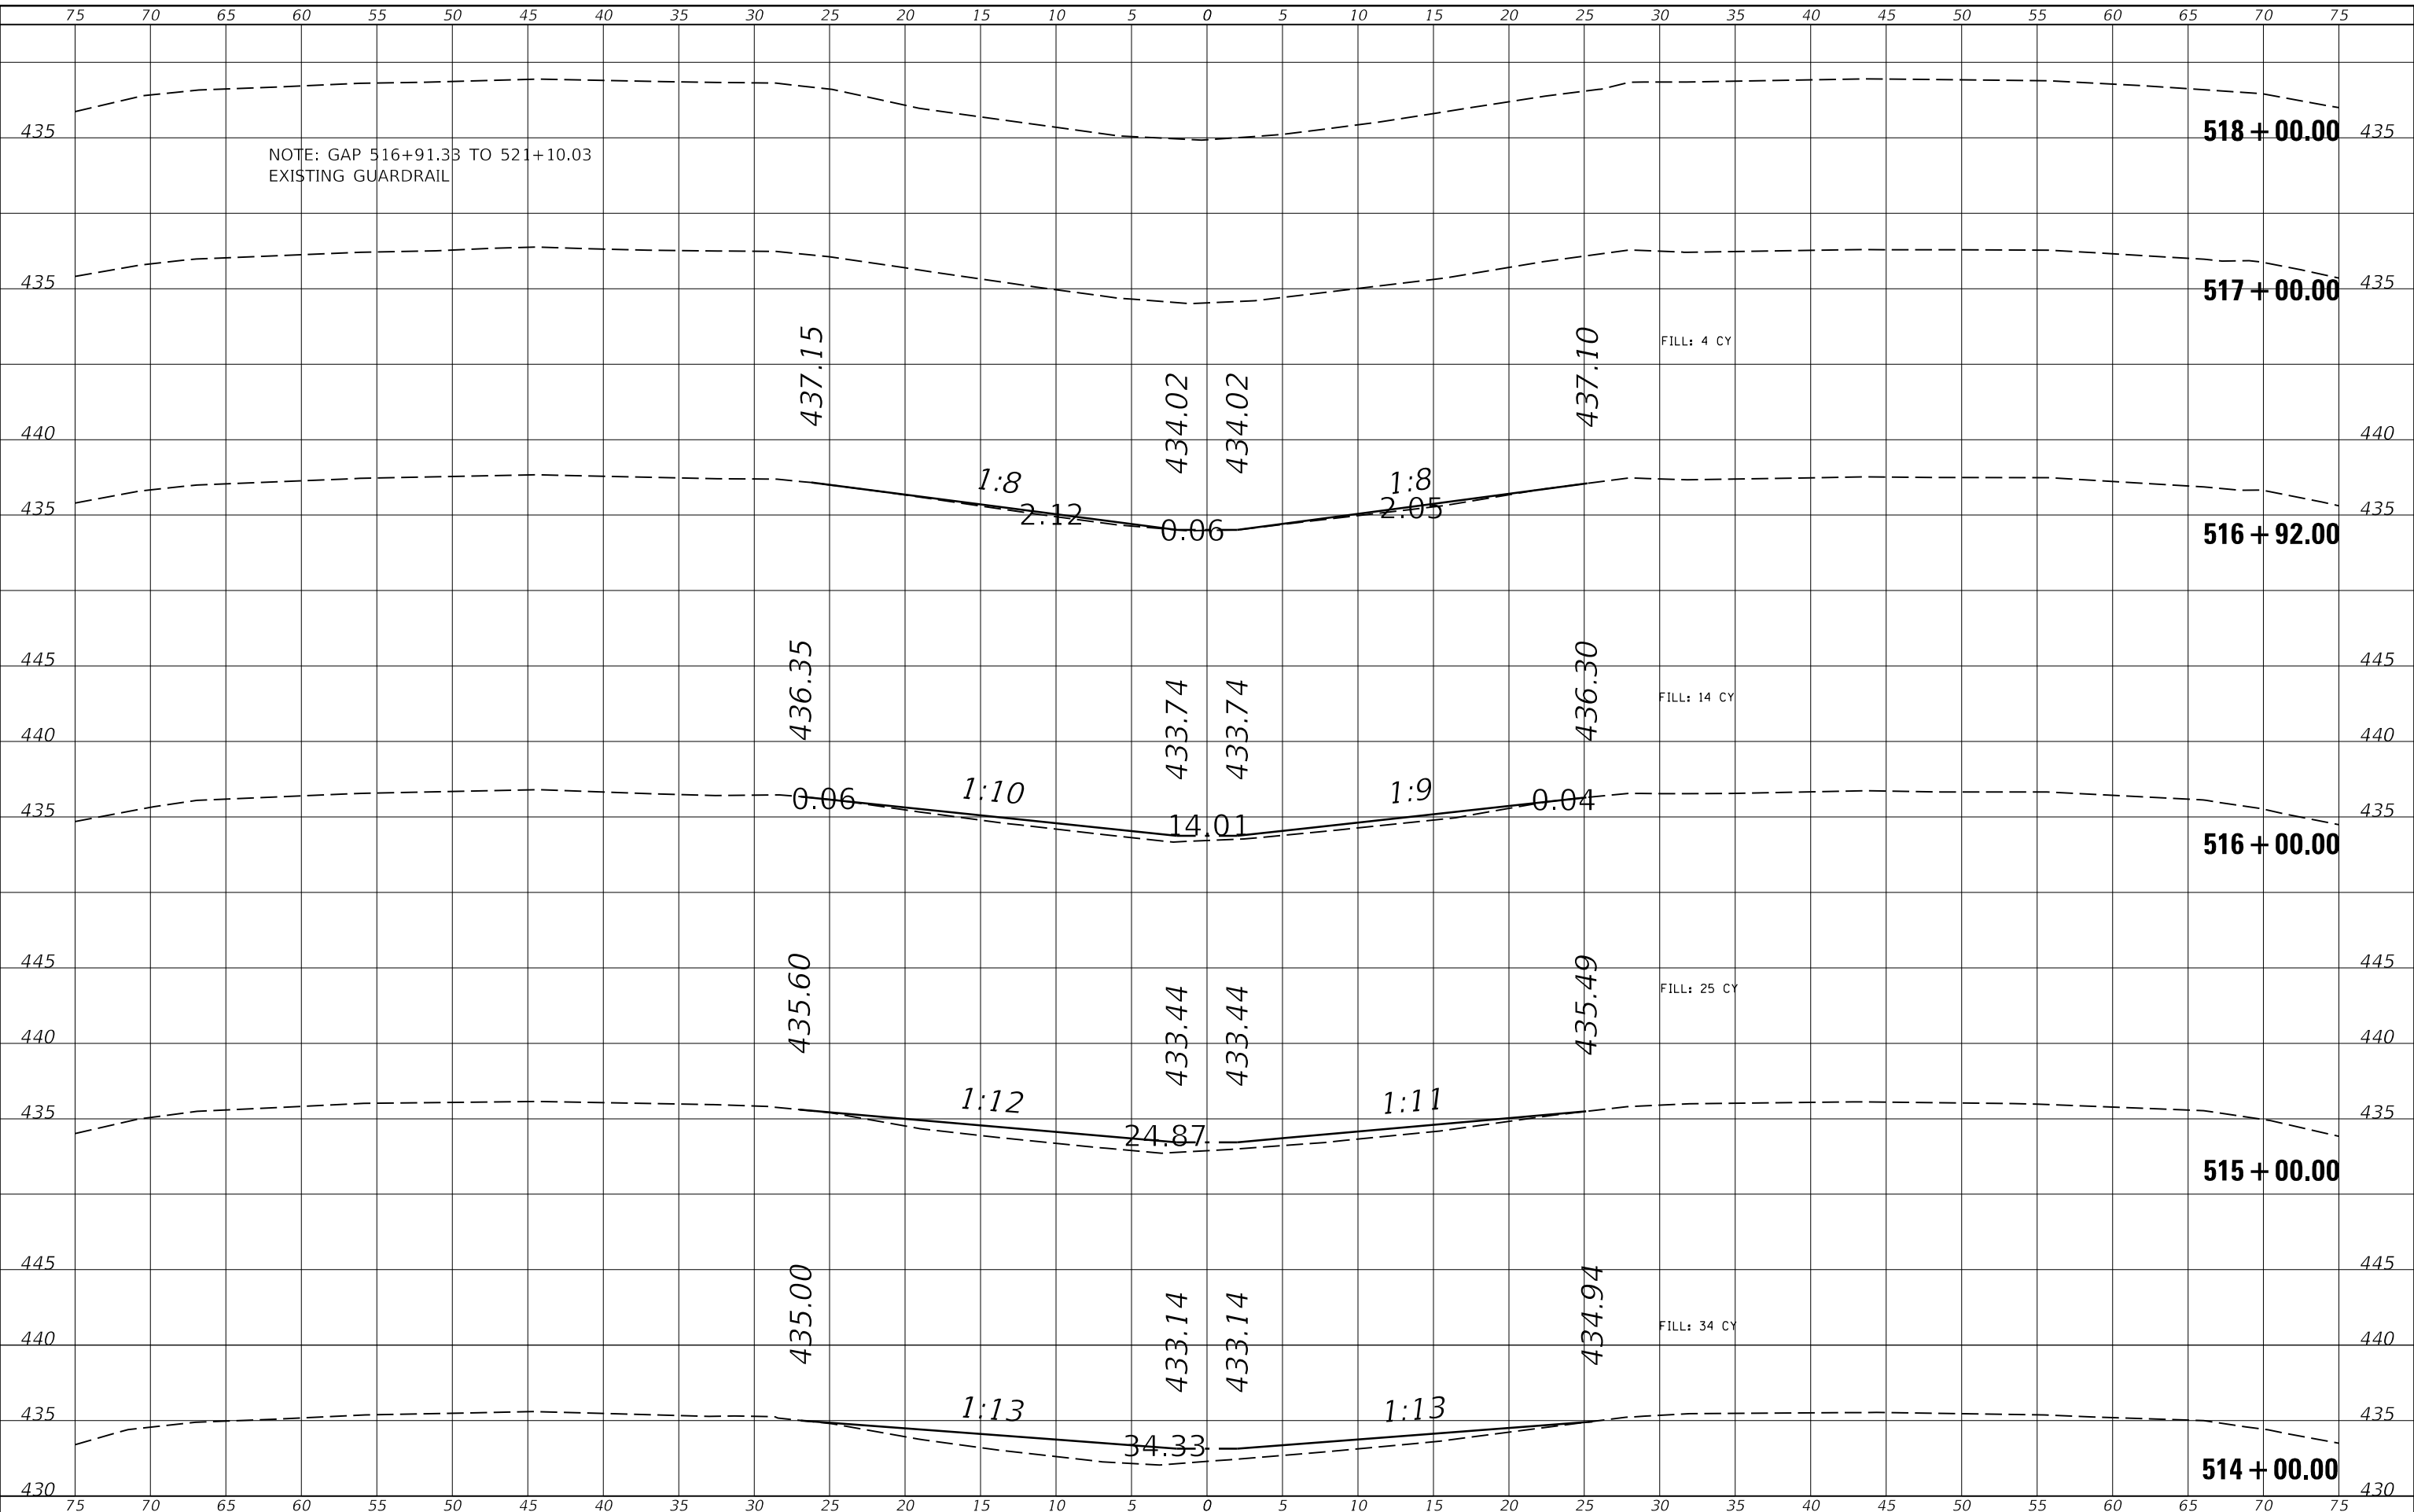 75 70 65 60 55 50 45 40 35 30 25 20 15 10 5 0 5 10 15 20 25 30 35 40 45 50 55 60 65 70 75
435 518 + 00.00 435
NOTE: GAP 516+91.33 TO 521+10.03
EXISTING GUARDRAIL
435 517 + 00.00 435
437.15 434.02 434.02 437.10 FILL: 4 CY
440 440
1:8 1:8
435 2.12 0.06 2.05 435
516 + 92.00
445 445
436.35 433.74 433.74 436.30 FILL: 14 CY
440 440
1:10 1:9
435 0.06 14.01 0.04 435
516 + 00.00
445 445
435.60 433.44 433.44 435.49 FILL: 25 CY
440 440
1:12 1:11
435 24.87 435
515 + 00.00
445 445
435.00 433.14 433.14 434.94 FILL: 34 CY
440 440
1:13 1:13
435 34.33 435
514 + 00.00
430 430
75 70 65 60 55 50 45 40 35 30 25 20 15 10 5 0 5 10 15 20 25 30 35 40 45 50 55 60 65 70 75